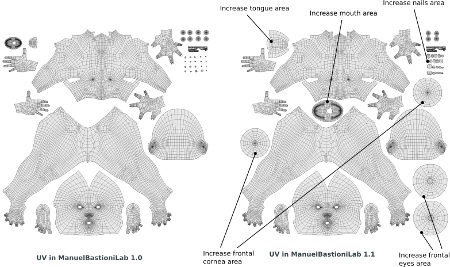 Increase nails area
Increase tongue area
Increase mouth area
Increase frontal
cornea area
Increase frontal
eyes area
UV in ManuelBastioniLab 1.0
UV in ManuelBastioniLab 1.1